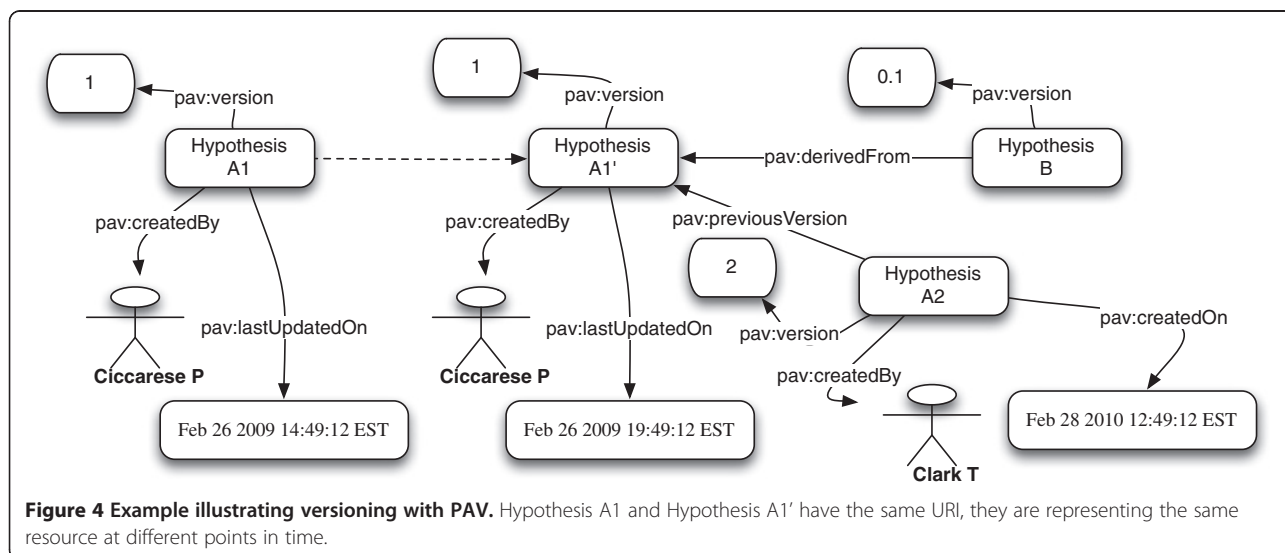 1
1
0.1
pav:version
pav:version
pav:version
Hypothesis
A1
Hypothesis
A1'
pav:derivedFrom
Hypothesis
B
pav:createdBy
pav:createdBy
pav:previousVersion
2
Hypothesis
A2
pav:lastUpdatedOn
pav:lastUpdatedOn
pav:version
pav:createdOn
pav:createdBy
Ciccarese P
Ciccarese P
Feb 26 2009 14:49:12 EST
Feb 26 2009 19:49:12 EST
Feb 28 2010 12:49:12 EST
Clark T
Figure 4 Example illustrating versioning with PAV. Hypothesis A1 and Hypothesis A1’ have the same URI, they are representing the same
resource at different points in time.